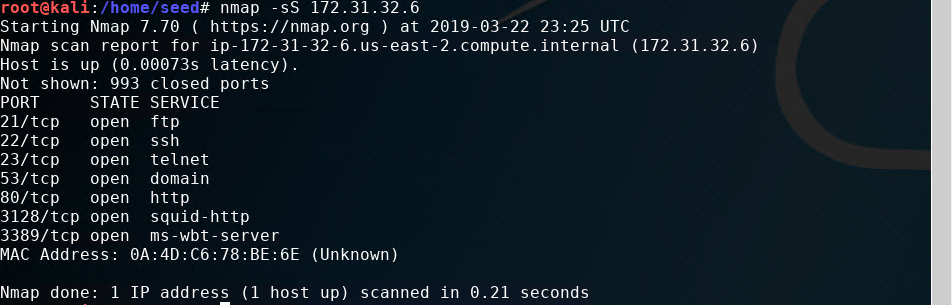 root@kali:/home/seed# nmap -sS 172.31.32.6
Starting Nmap 7.70 ( https://nmap.org ) at 2019-03-22 23:25 UTC
Nmap scan report for ip-172-31-32-6.us-east-2.compute.internal (172.31.32.6)
Host is up (0.00073s latency).
Not shown: 993 closed ports
PORT     STATE SERVICE
21/tcp   open  ftp
22/tcp   open  ssh
23/tcp   open  telnet
53/tcp   open  domain
80/tcp   open  http
3128/tcp open  squid-http
3389/tcp open  ms-wbt-server
MAC Address: 0A:4D:C6:78:BE:6E (Unknown)

Nmap done: 1 IP address (1 host up) scanned in 0.21 seconds